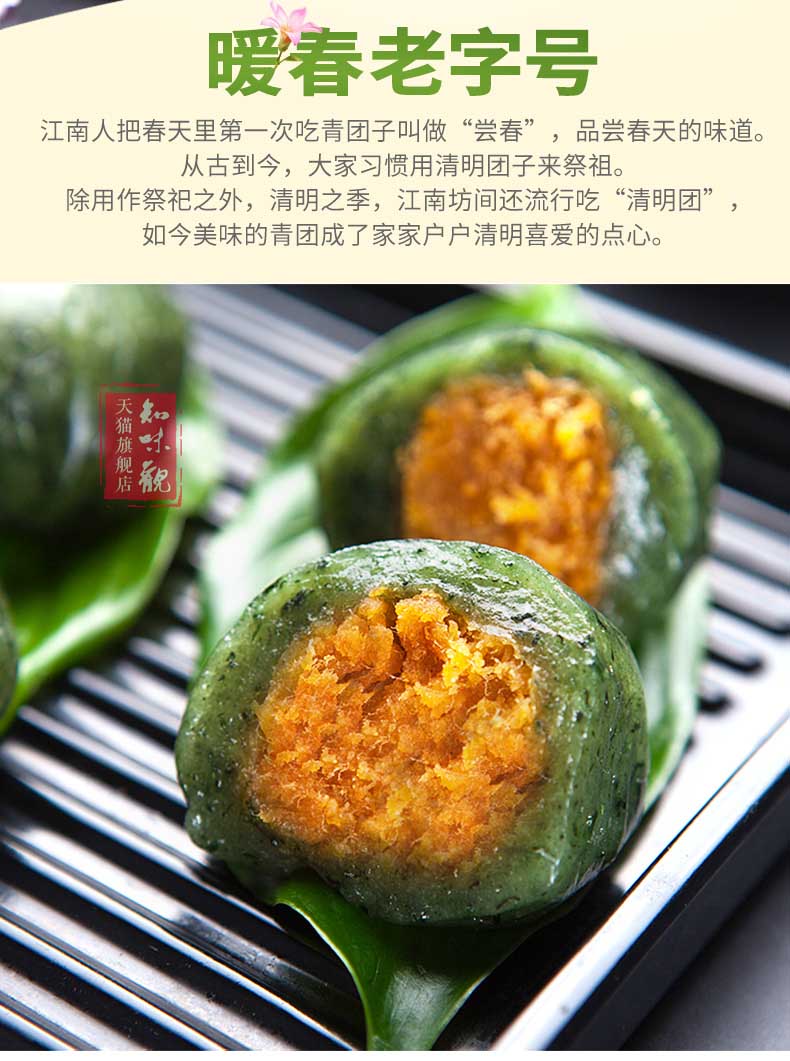 暖春老字号
江南人把春天里第一次吃青团子叫做“尝春”，品尝春天的味道。
从古到今，大家习惯用清明团子来祭祖。
除用作祭祀之外，清明之季，江南坊间还流行吃“清明团”，
如今美味的青团成了家家户户清明喜爱的点心。
知味觀
天猫旗舰店